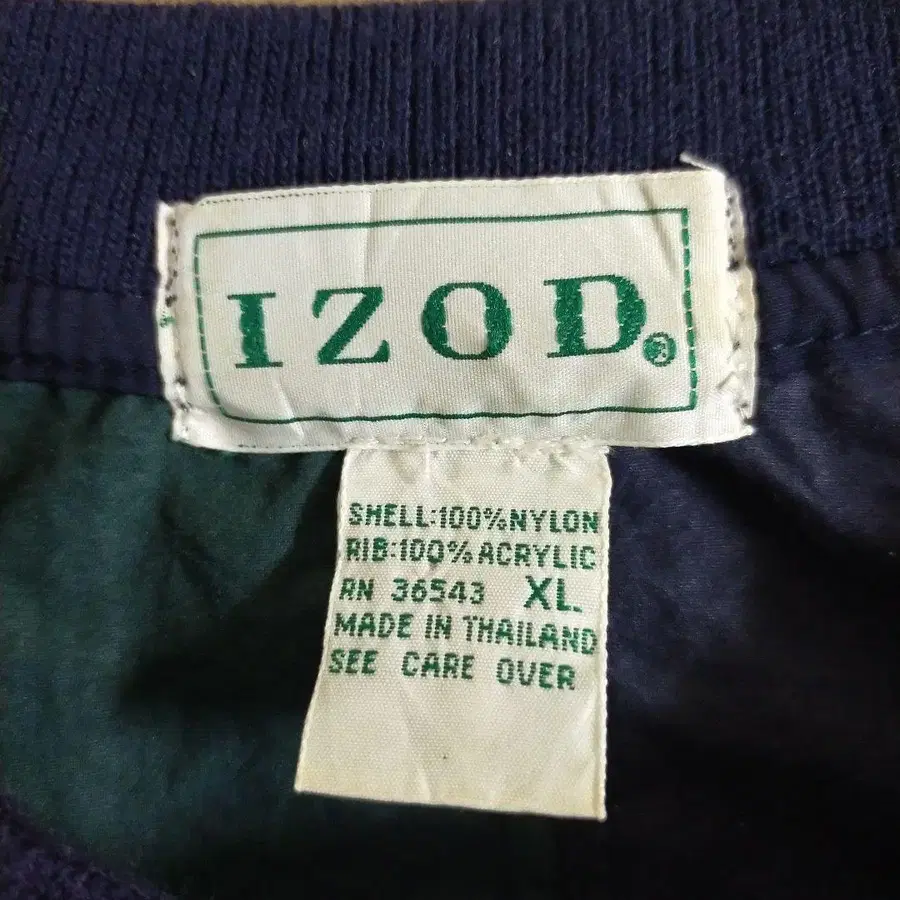 IZOD®
SHELL:100%NYLON
RIB:100%ACRYLIC
RN 36543 XL
MADE IN THAILAND
SEE CARE OVER